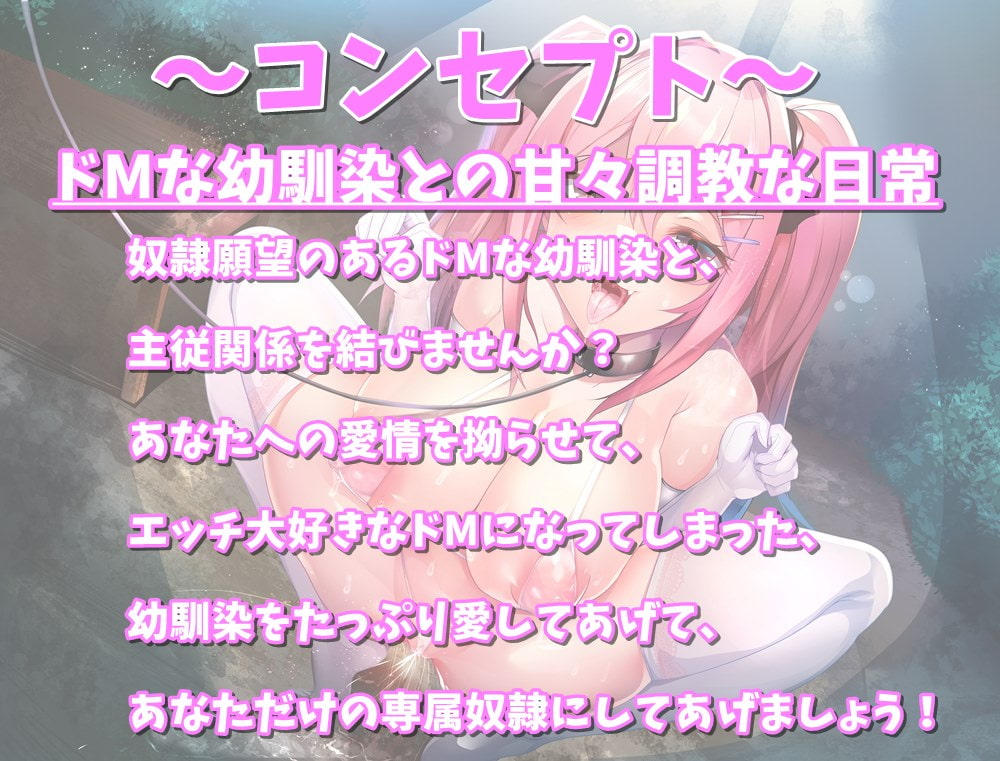 ～コンセプト～
ドMな幼馴染との甘々調教な日常
奴隷願望のあるドMな幼馴染と、
主従関係を結びませんか？
あなたへの愛情を拗らせて、
エッチ大好きなドMになってしまった、
幼馴染をたっぷり愛してあげて、
あなただけの専属奴隷にしてあげましょう！